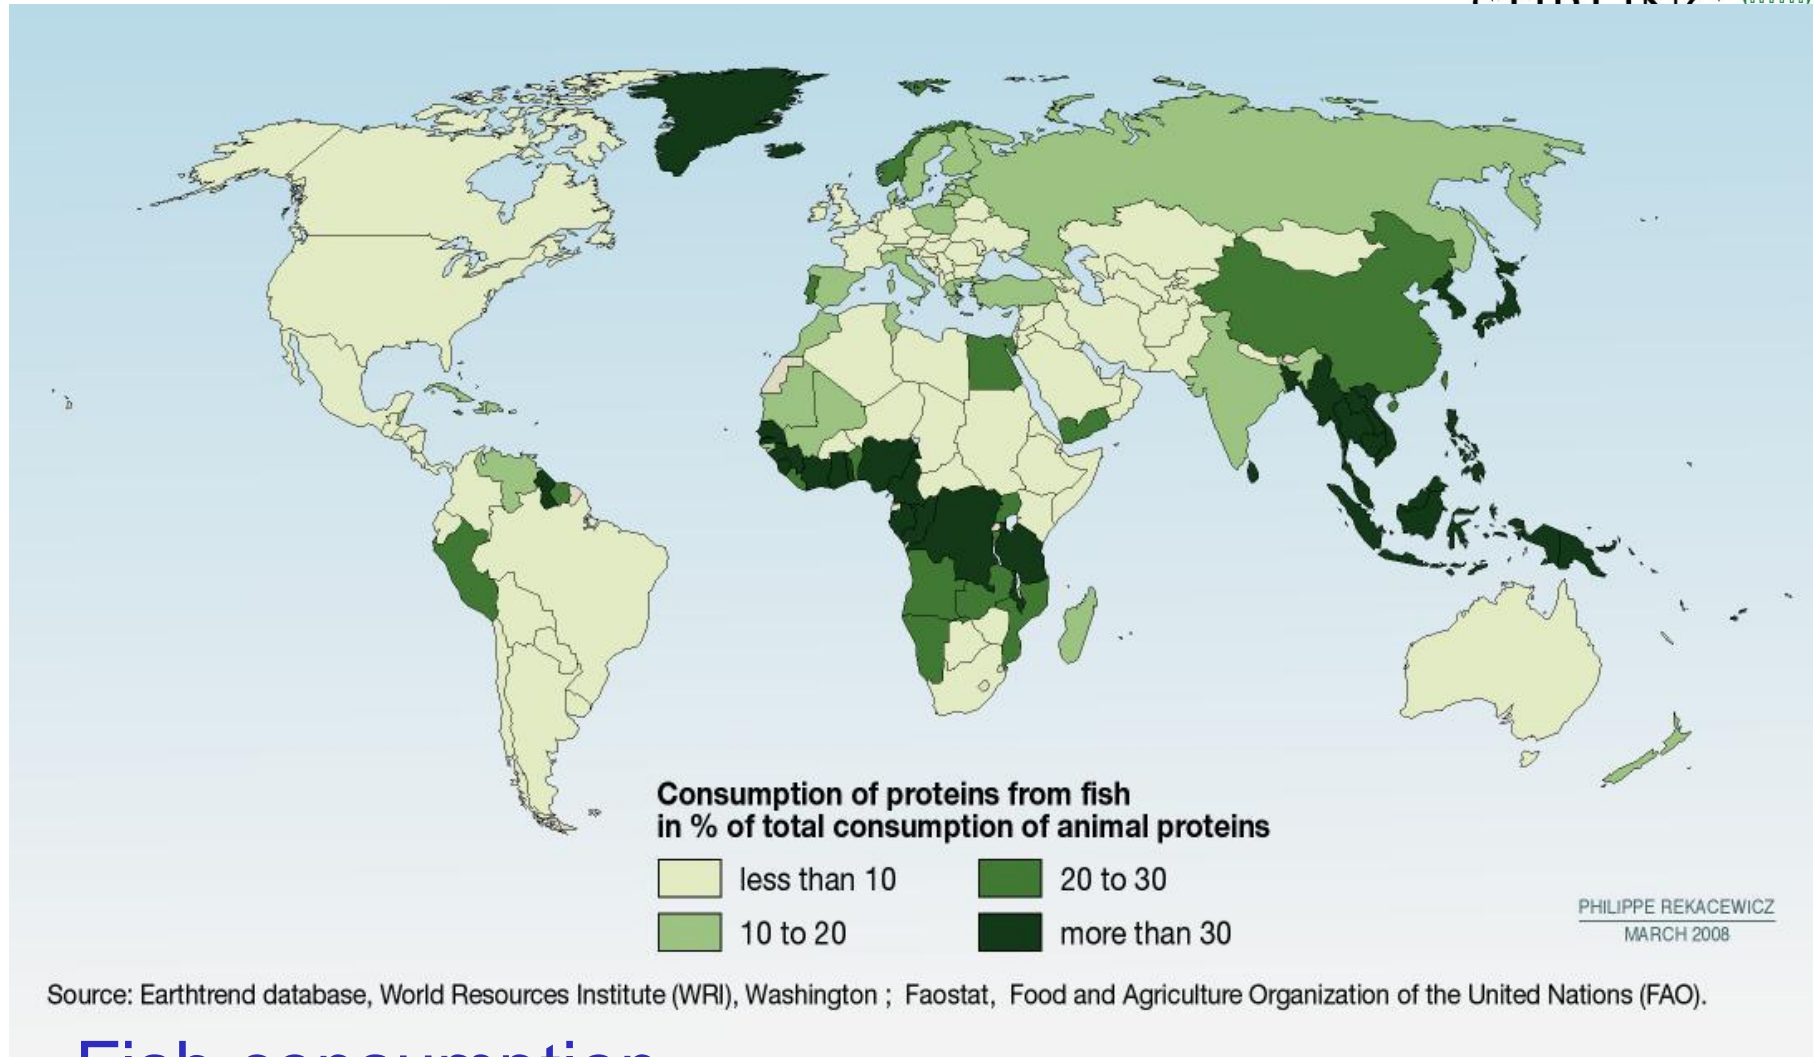 Consumption of proteins from fish
in % of total consumption of animal proteins
less than 10
20 to 30
10 to 20
more than 30
PHILIPPE REKACEWICZ
MARCH 2008
Source: Earthtrend database, World Resources Institute (WRI), Washington ; Faostat, Food and Agriculture Organization of the United Nations (FAO).
Fish consumption